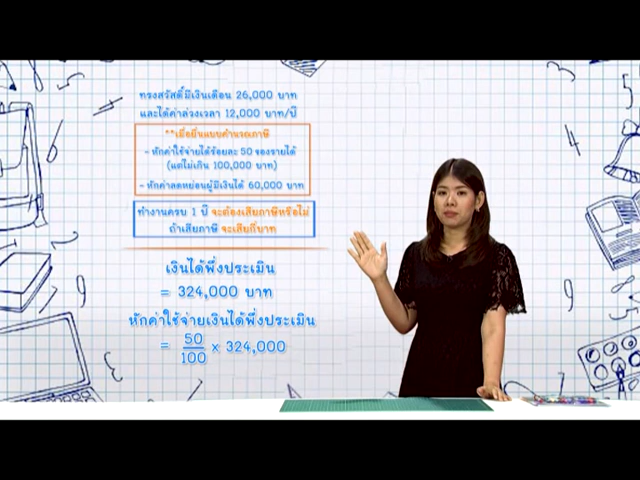 ทรงสวัสดิ์มีเงินเดือน 26,000 บาท
และได้ค่าล่วงเวลา 12,000 บาท/ปี
**เมื่อยื่นแบบคำนวณภาษี
- หักค่าใช้จ่ายได้ร้อยละ 50 ของรายได้
(แต่ไม่เกิน 100,000 บาท)
- หักค่าลดหย่อนผู้มีเงินได้ 60,000 บาท
ทำงานครบ 1 ปี จะต้องเสียภาษีหรือไม่
ถ้าเสียภาษี จะเสียกี่บาท
เงินได้พึ่งประเมิน
= 324,000 บาท
หักค่าใช้จ่ายเงินได้พึ่งประเมิน
= 50/100 x 324,000